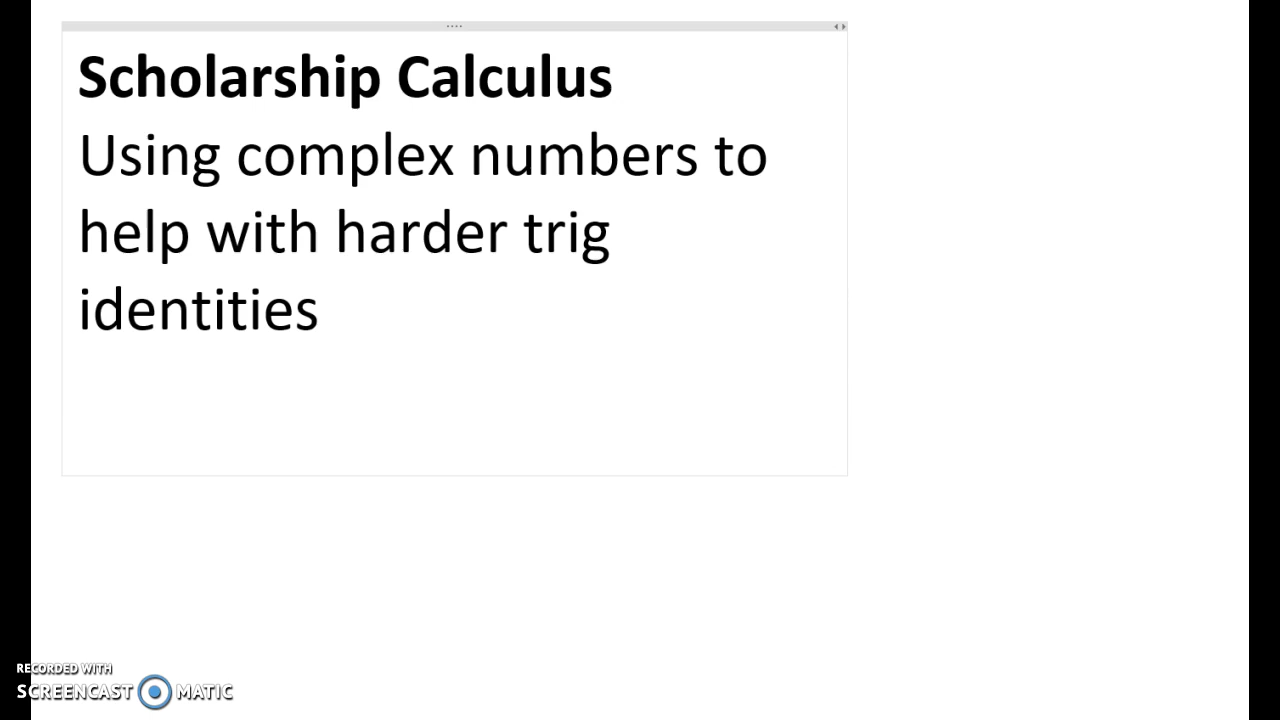 Scholarship Calculus
Using complex numbers to
help with harder trig
identities
RECORDED WITH
SCREENCAST MATIC